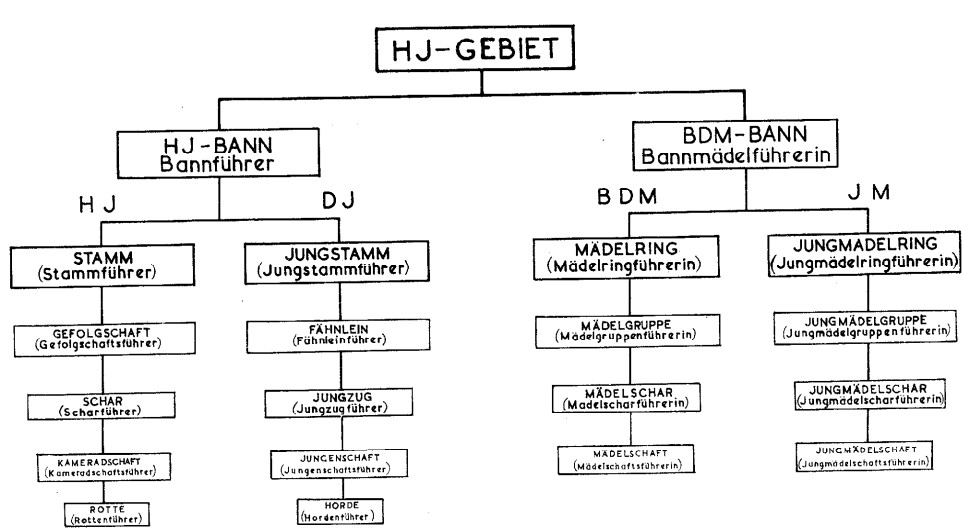 HJ-GEBIET
HJ-BANN
Bannführer
BDM-BANN
Bannmädelführerin
HJ
DJ
BDM
JM
STAMM
(Stammführer)
JUNGSTAMM
(Jungstammführer)
MÄDELRING
(Mädelringführerin)
JUNGMADELRING
(Jungmädelringführerin)
GEFOLGSCHAFT
(Gefolgschaftsführer)
FÄHNLEIN
(Fähnleinführer)
MÄDELGRUPPE
(Mädelgruppenführerin)
JUNGMÄDELGRUPPE
(Jungmädelgruppenführerin)
SCHAR
(Scharführer)
JUNGZUG
(Jungzugführer)
MÄDELSCHAR
(Madelscharführerin)
JUNGMÄDELSCHAR
(Jungmädelscharführerin)
KAMERADSCHAFT
(Kameradschaftsführer)
JUNGENSCHAFT
(Jungenschaftsführer)
MÄDELSCHAFT
(Mädelschaftsführerin)
JUNGMÄDELSCHAFT
(Jungmädelschaftsführerin)
ROTTE
(Rottenführer)
HORDE
(Hordenführer)